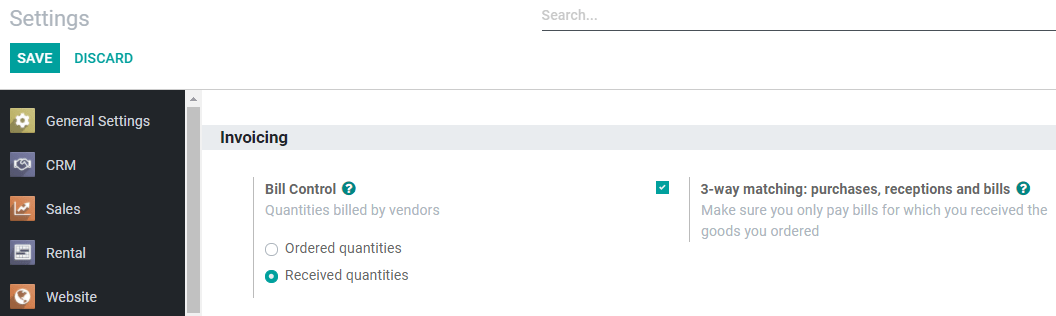 Settings
Search...
SAVE DISCARD
General Settings
CRM
Sales
Rental
Website
Invoicing
Bill Control ?
Quantities billed by vendors
Ordered quantities
Received quantities
3-way matching: purchases, receptions and bills ?
Make sure you only pay bills for which you received the
goods you ordered